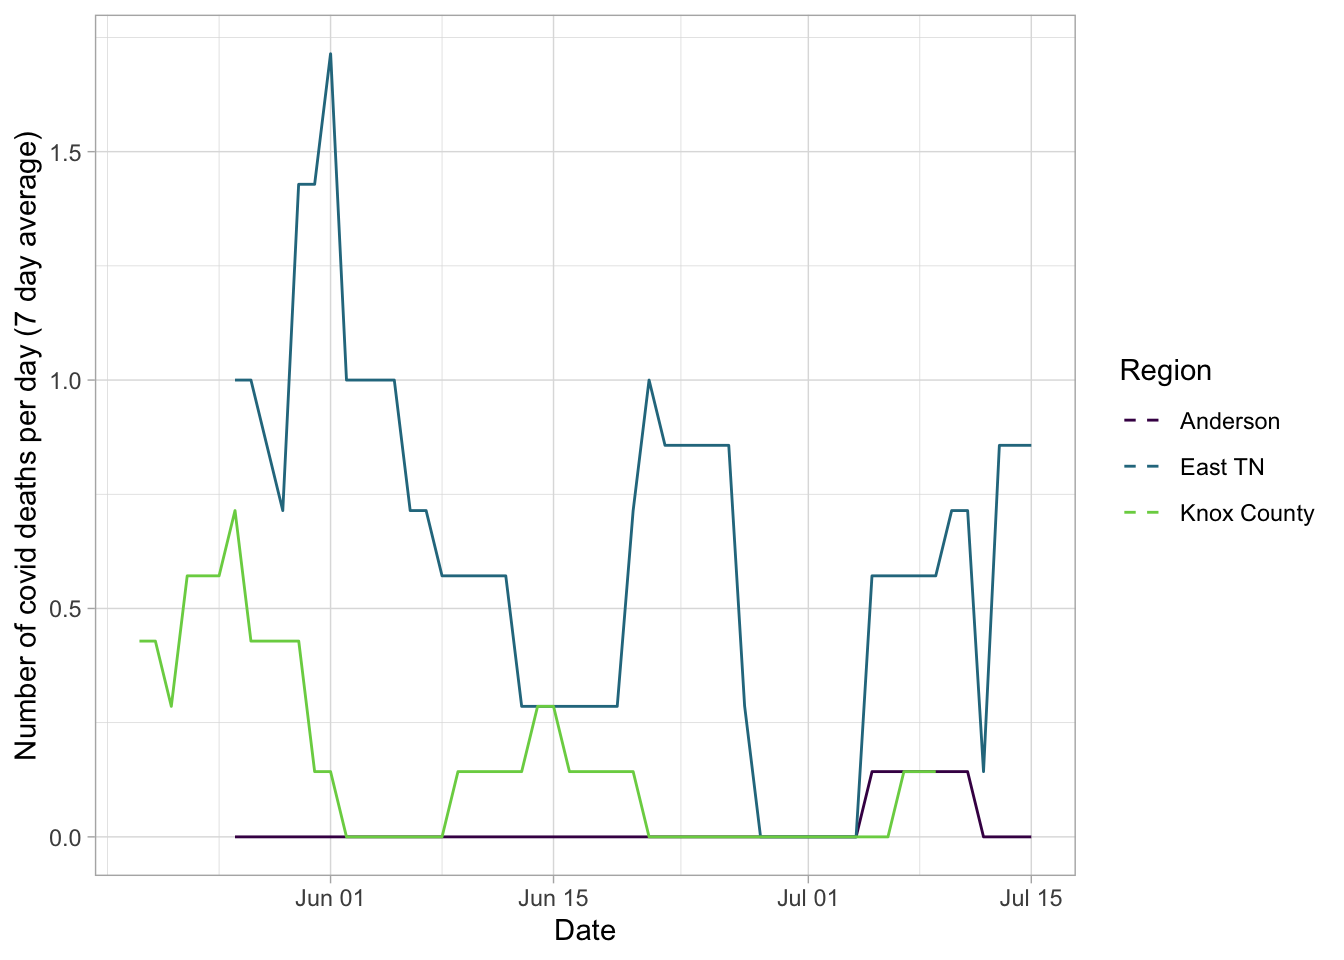 Number of covid deaths per day (7 day average)
1.5
1.0
0.5
0.0
Jun 01
Jun 15
Jul 01
Jul 15
Date
Region
Anderson
East TN
Knox County